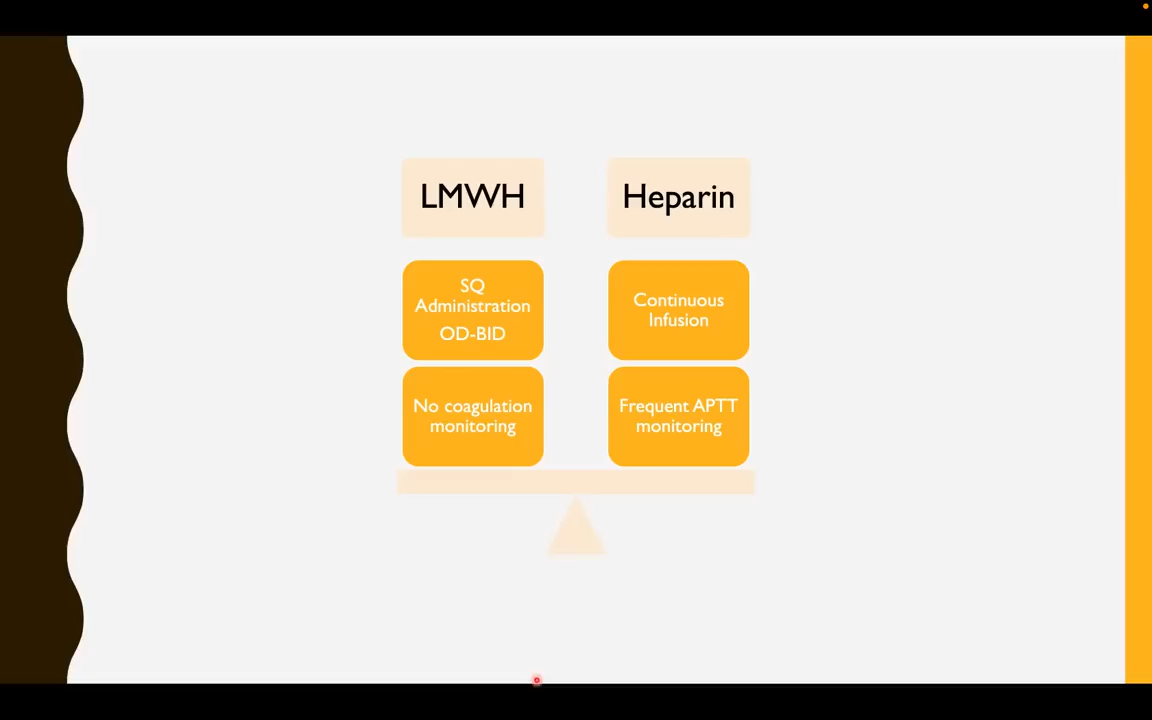 LMWH
Heparin
SQ
Administration
OD-BID
Continuous
Infusion
No coagulation
monitoring
Frequent APTT
monitoring